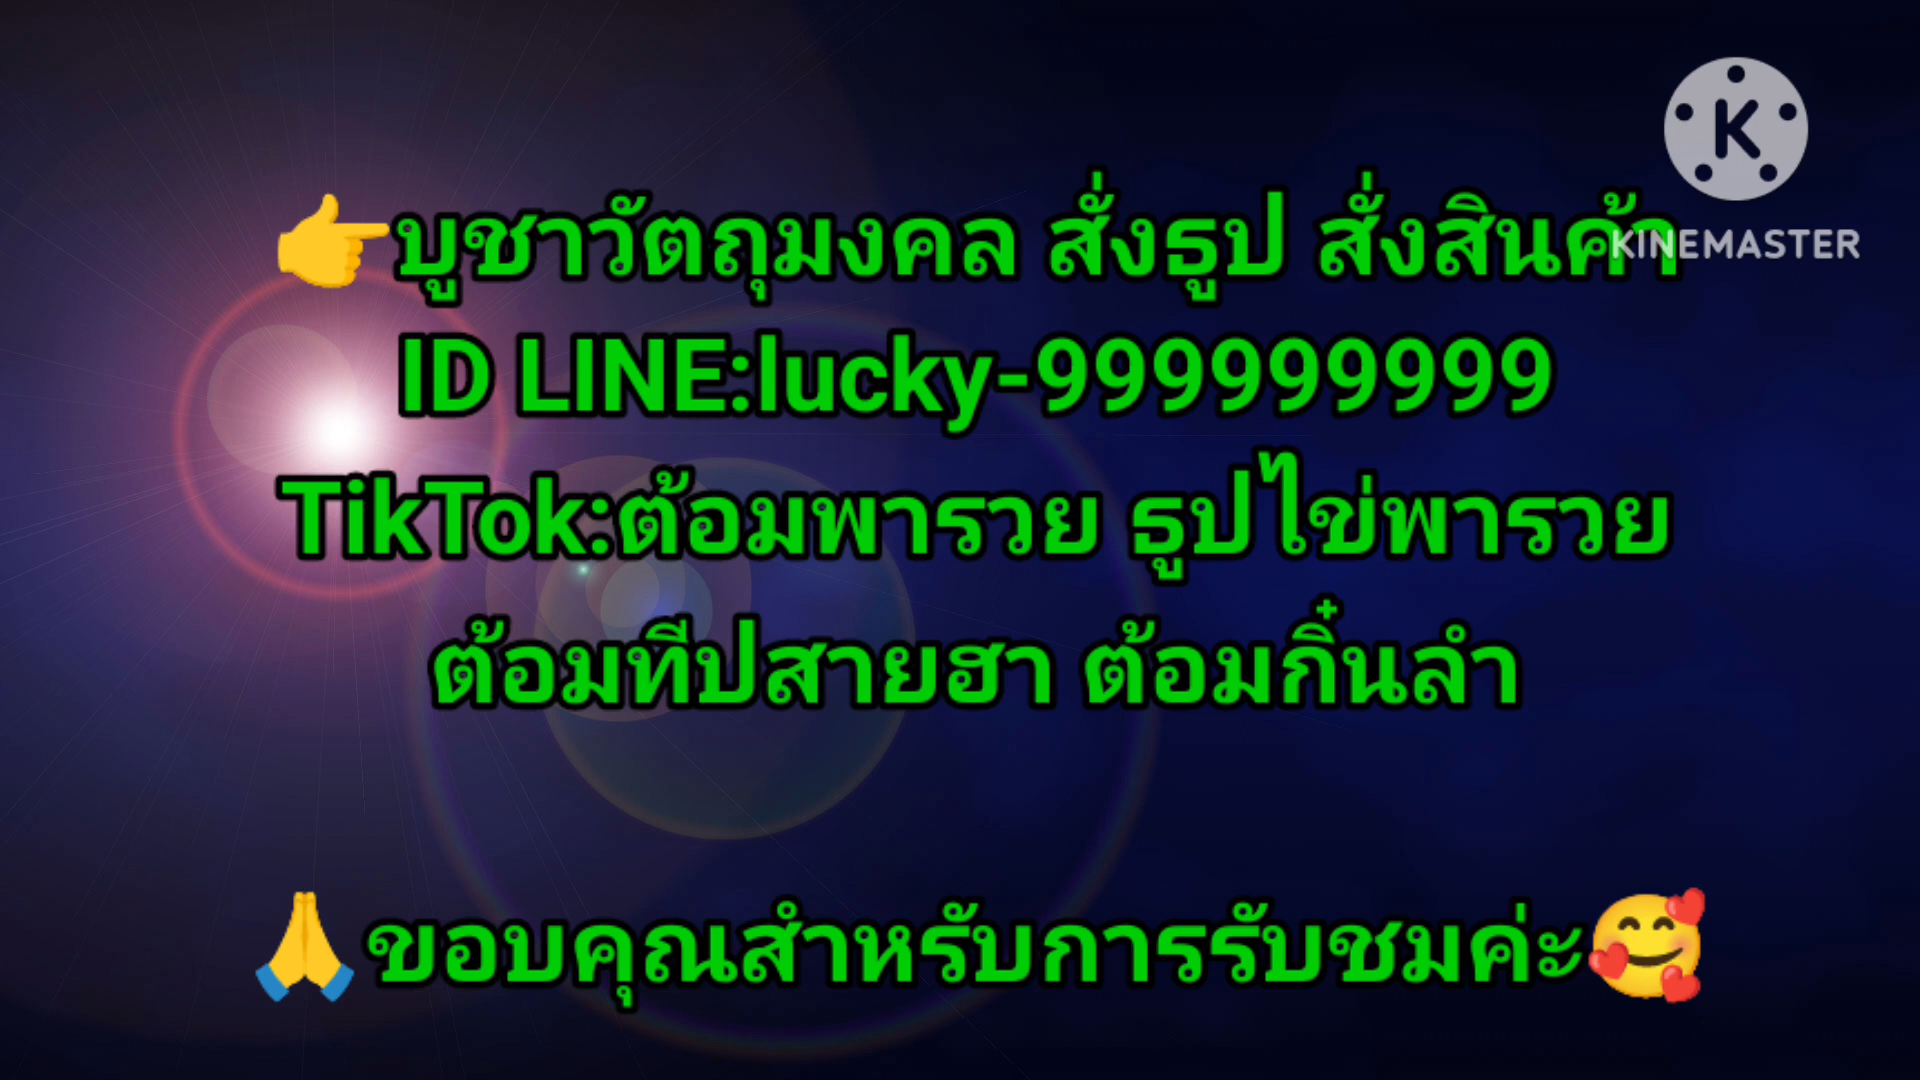 👉บูชาวัตถุมงคล สั่งธูป สั่งสินค้า
ID LINE:lucky-999999999
TikTok:ต้อมพารวย ธูปไข่พารวย
ต้อมทีปสายฮา ต้อมกิ๋นลำ
🙏ขอบคุณสำหรับการรับชมค่ะ🥰
K
KINEMASTER